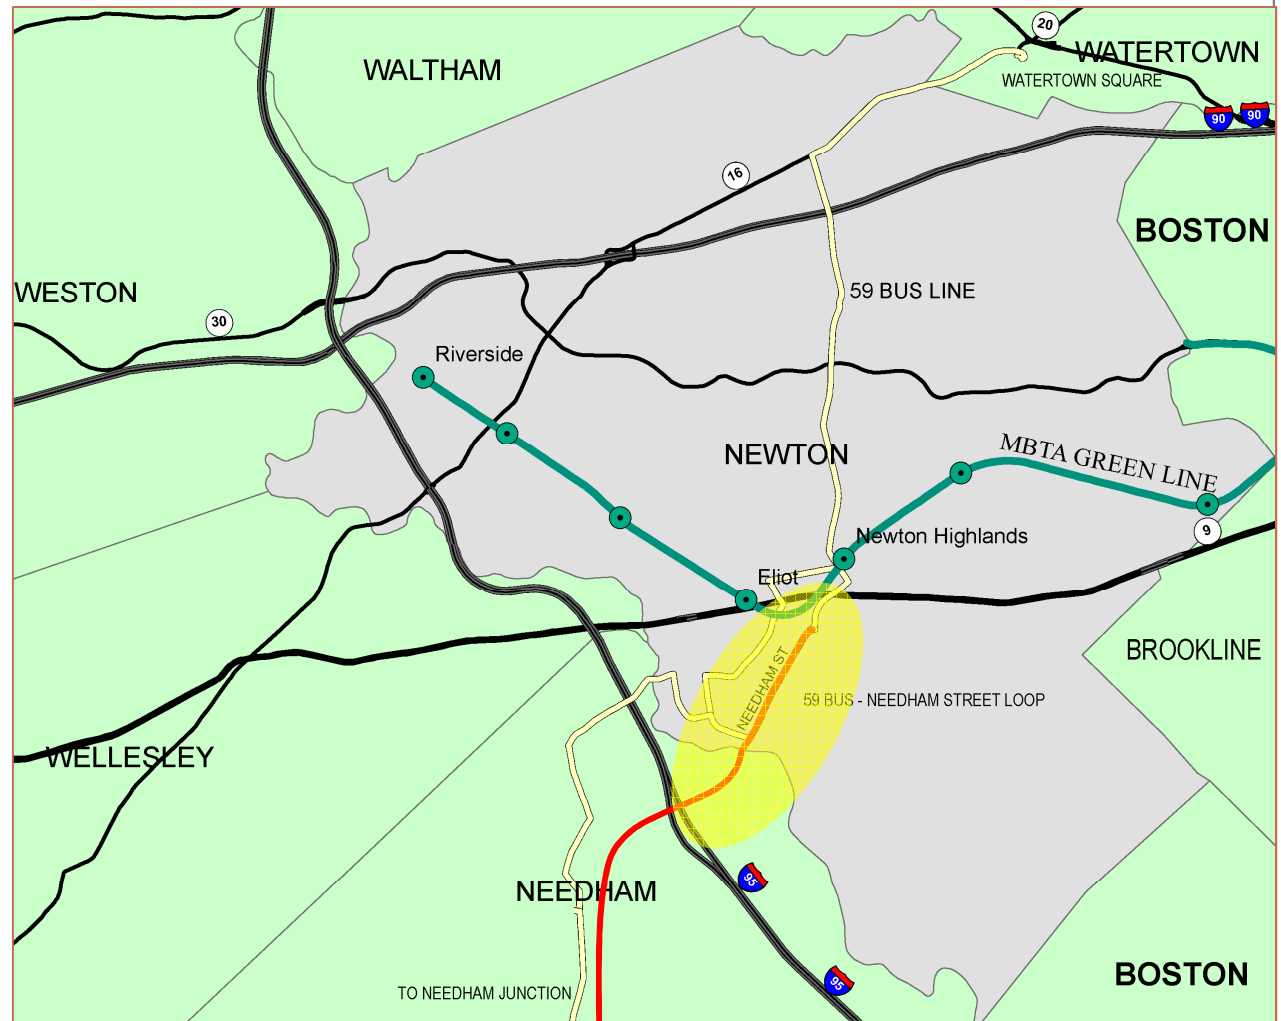 20
WATERTOWN
WALTHAM
WATERTOWN SQUARE
90
90
16
BOSTON
59 BUS LINE
WESTON
30
Riverside
NEWTON
MBTA GREEN LINE
9
Newton Highlands
Eliot
BROOKLINE
NEEDHAM ST
59 BUS - NEEDHAM STREET LOOP
WELLESLEY
95
NEEDHAM
BOSTON
95
TO NEEDHAM JUNCTION